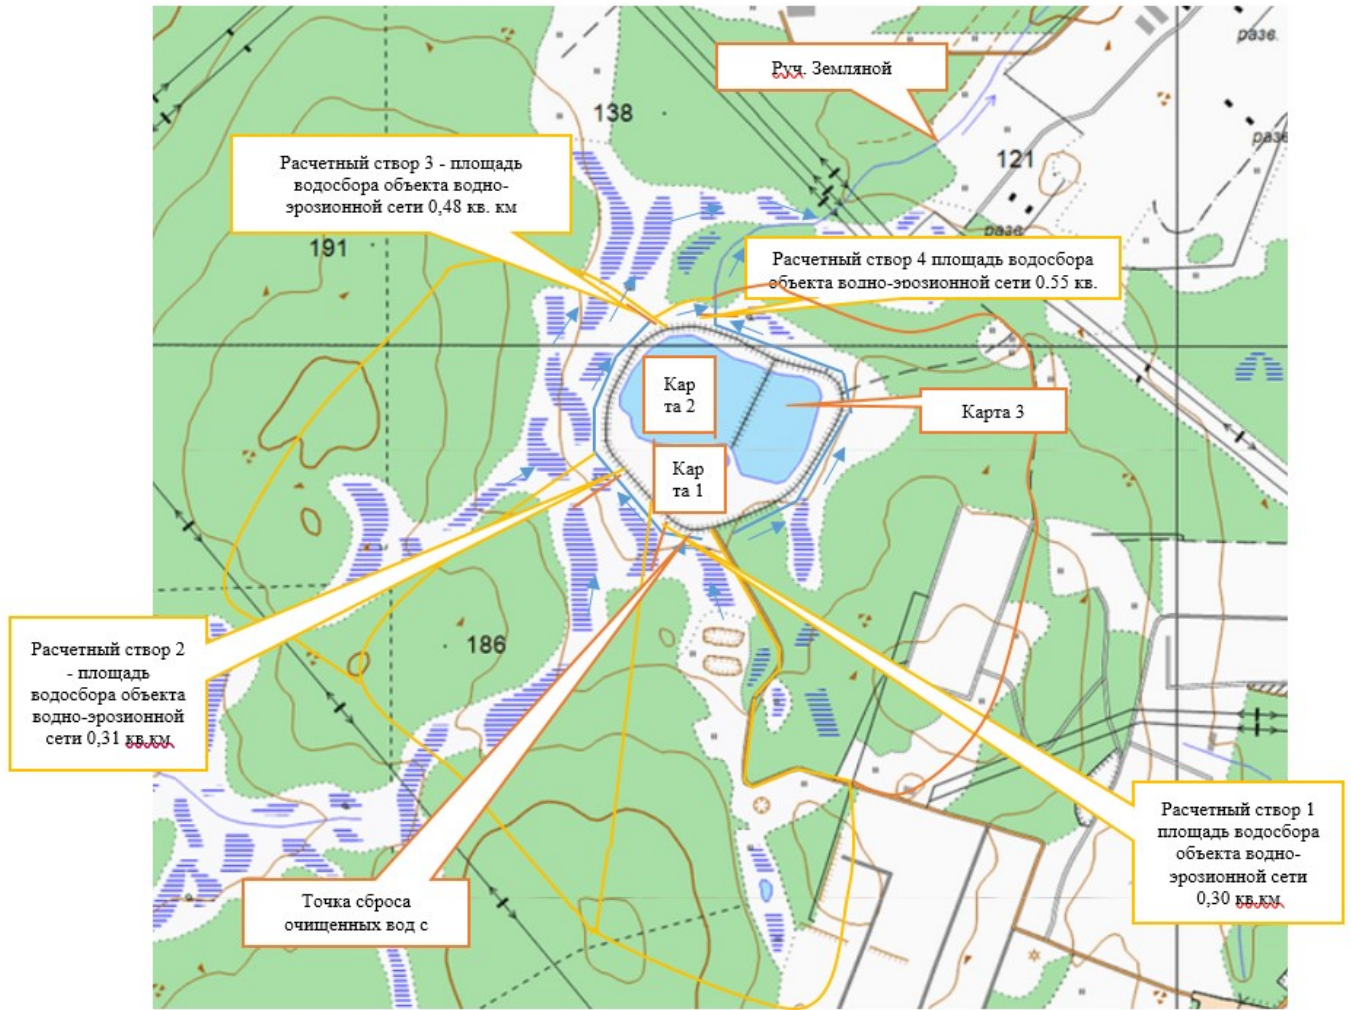 разв.
Руч. Земляной
138
разв
121
Расчетный створ 3 - площадь
водосбора объекта водно-
эрозионной сети 0,48 кв. км
191
разв.
Расчетный створ 4 площадь водосбора
объекта водно-эрозионной сети 0.55 кв.
Кар
та 2
Карта 3
Кар
та 1
186
Расчетный створ 2
- площадь
водосбора объекта
водно-эрозионной
сети 0,31 кв.км
Расчетный створ 1
площадь водосбора
объекта водно-
эрозионной сети
0,30 кв.км
Точка сброса
очищенных вод с